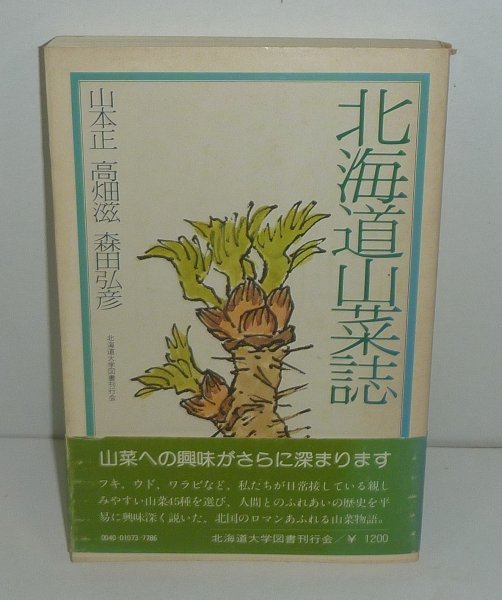 北海道山菜誌
山本正 高畑滋 森田弘彦
北海道大学図書刊行会
山菜への興味がさらに深まります
フキ、ウド、ワラビなど、私たちが日常接している親し
みやすい山菜45種を選び、人間とのふれあいの歴史を平
易に興味深く説いた、北国のロマンあふれる山菜物語。
0040-01073-7786
北海道大学図書刊行会/¥ 1200